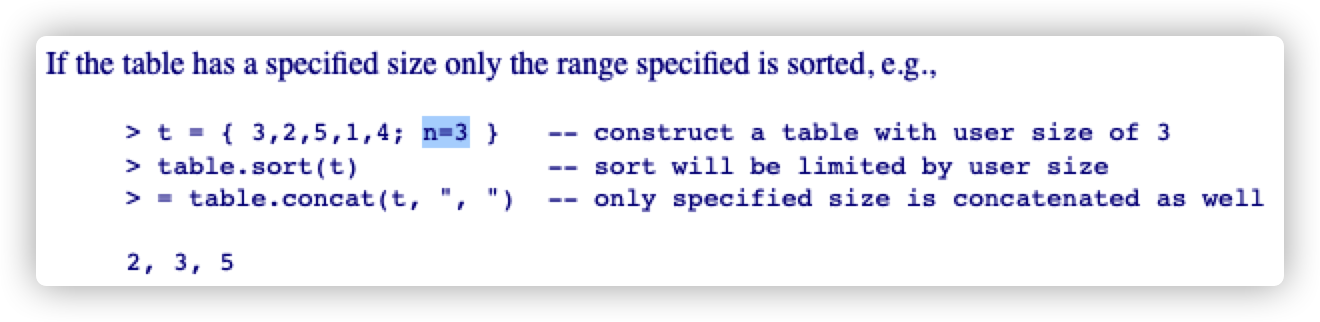 If the table has a specified size only the range specified is sorted, e.g.,
> t = { 3,2,5,1,4; n=3 }   -- construct a table with user size of 3
> table.sort(t)            -- sort will be limited by user size
> = table.concat(t, ", ")  -- only specified size is concatenated as well
2, 3, 5